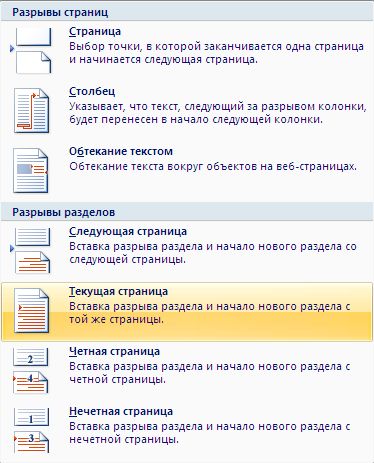 Разрывы страниц
Страница
Выбор точки, в которой заканчивается одна страница
и начинается следующая страница.
Столбец
Указывает, что текст, следующий за разрывом колонки,
будет перенесен в начало следующей колонки.
Обтекание текстом
Обтекание текста вокруг объектов на веб-страницах.
Разрывы разделов
Следующая страница
Вставка разрыва раздела и начало нового раздела со
следующей страницы.
Текущая страница
Вставка разрыва раздела и начало нового раздела с
той же страницы.
Четная страница
Вставка разрыва раздела и начало нового раздела с
четной страницы.
2
4
Нечетная страница
Вставка разрыва раздела и начало нового раздела с
нечетной страницы.
1
3